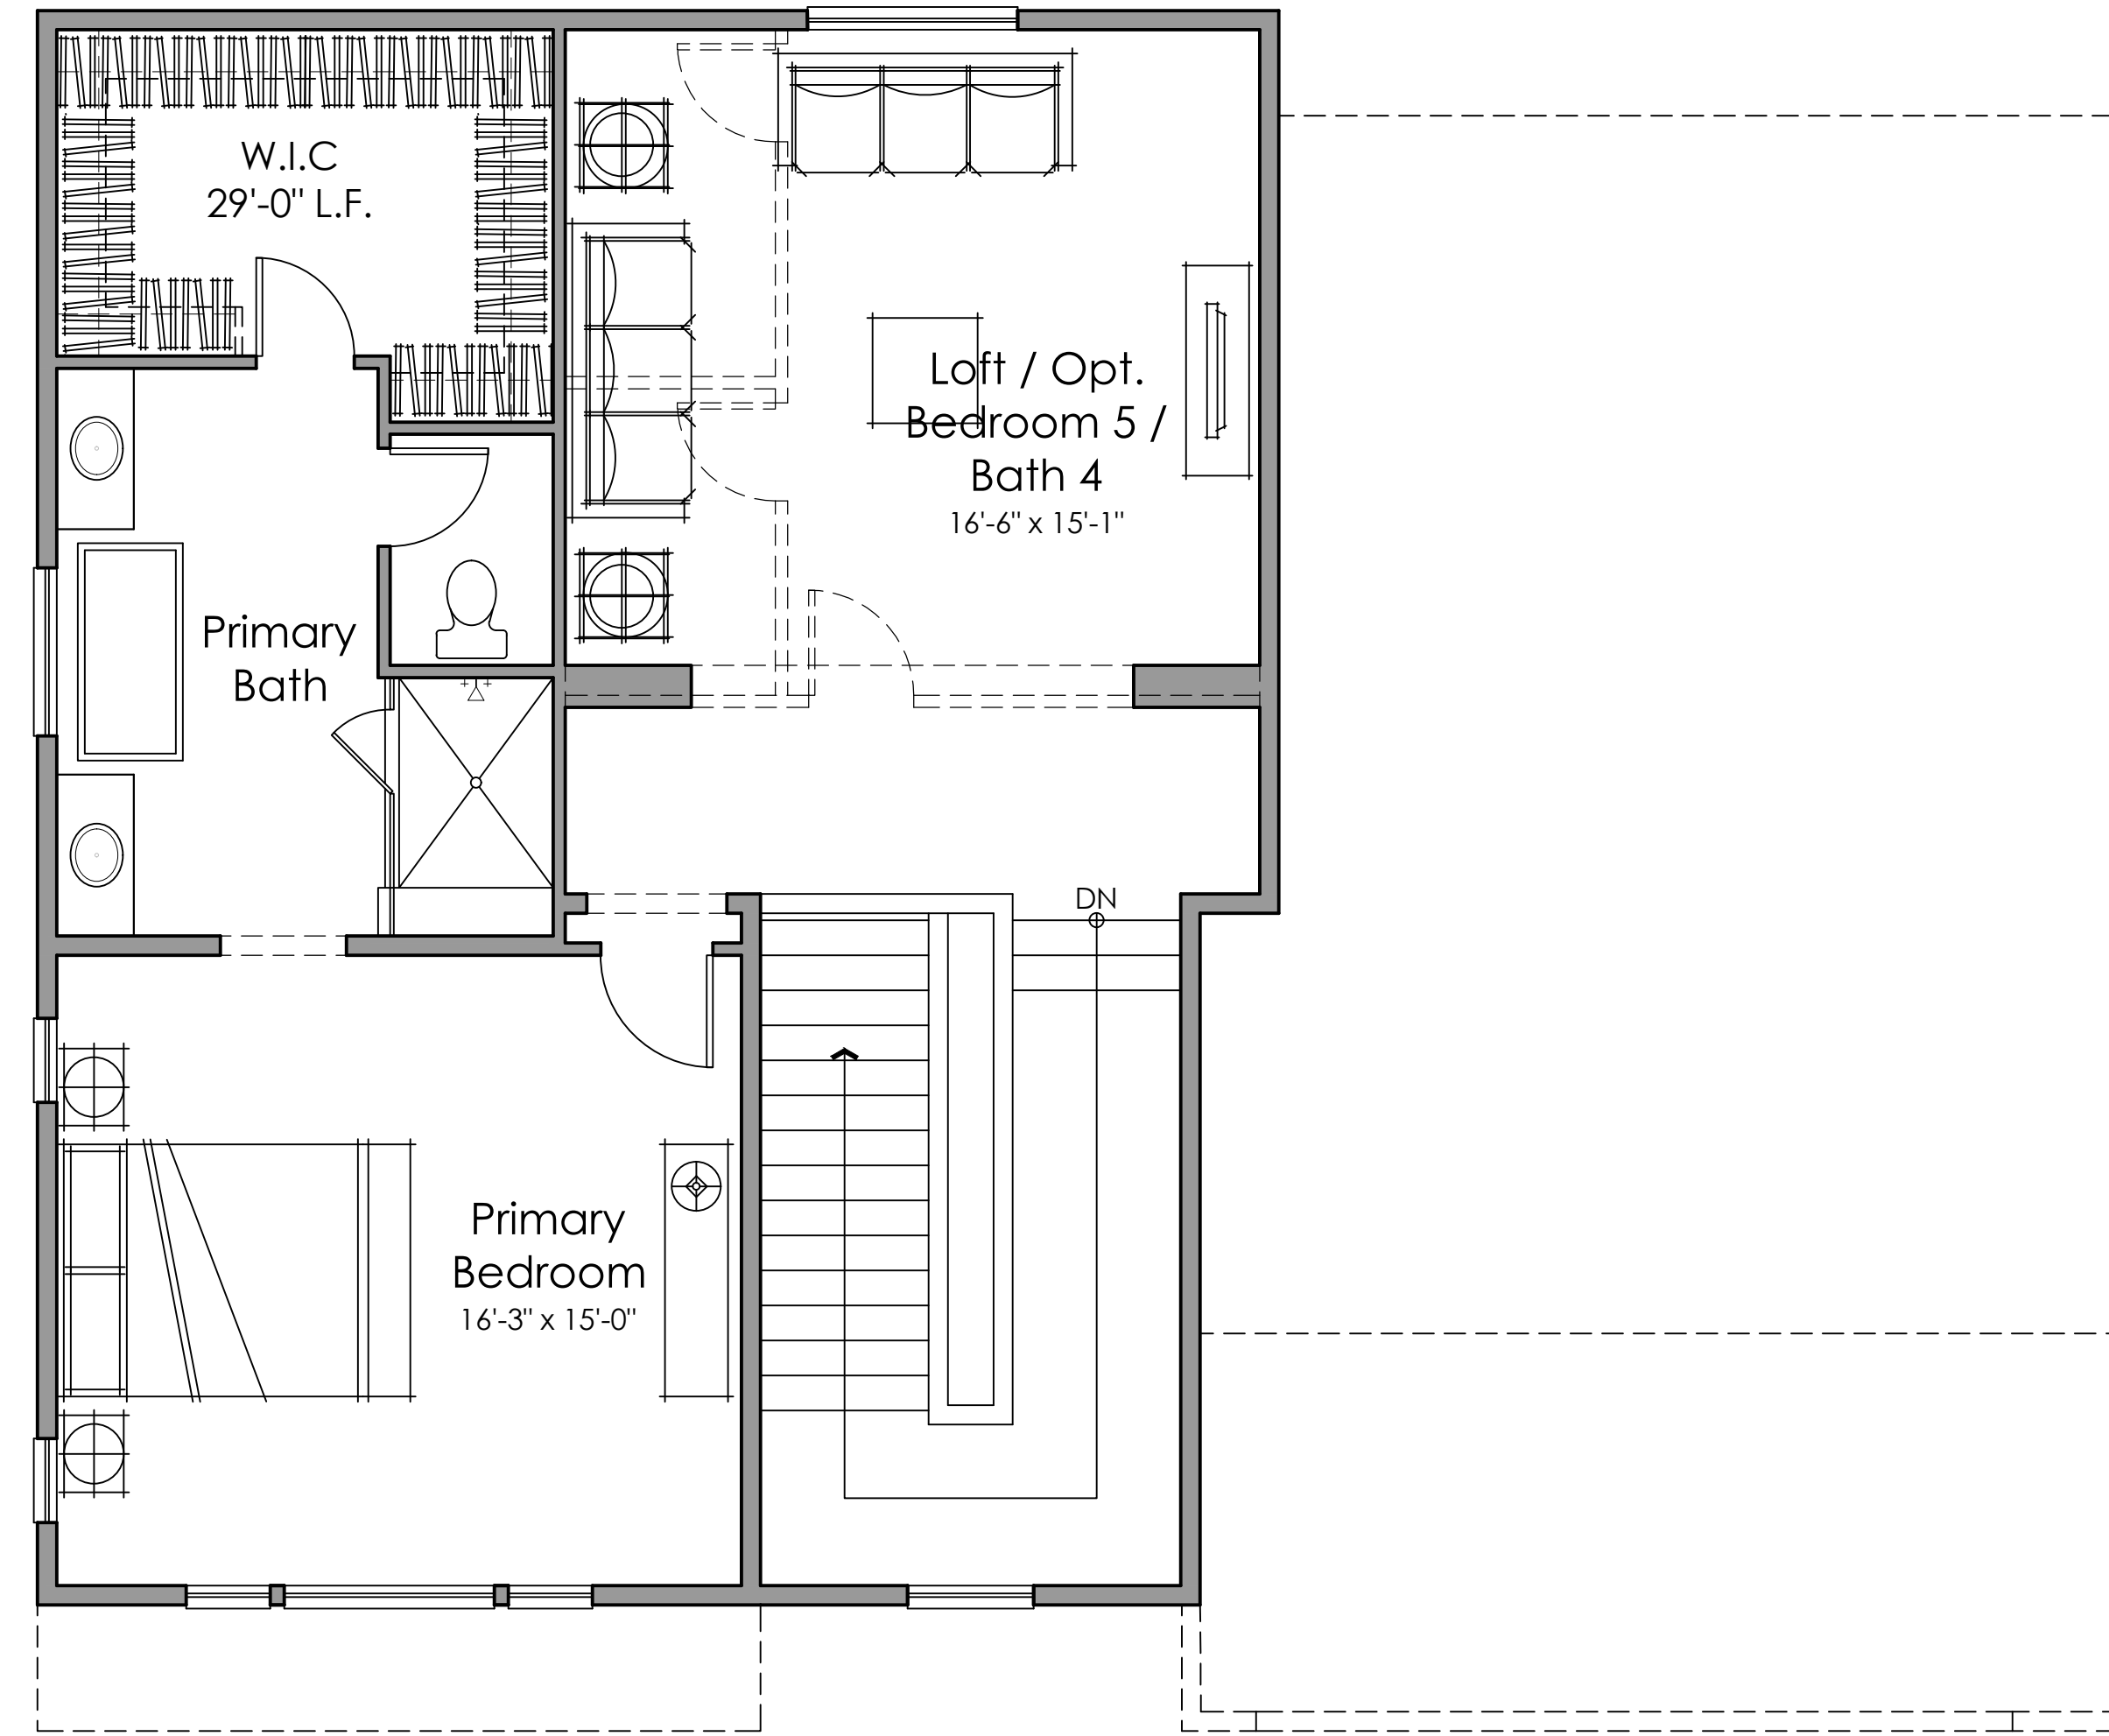 W.I.C
29'-0" L.F.
Loft / Opt.
Bedroom 5 /
Bath 4
16'-6" x 15'-1"
Primary
Bath
DN
Primary
Bedroom
16'-3" x 15'-0"